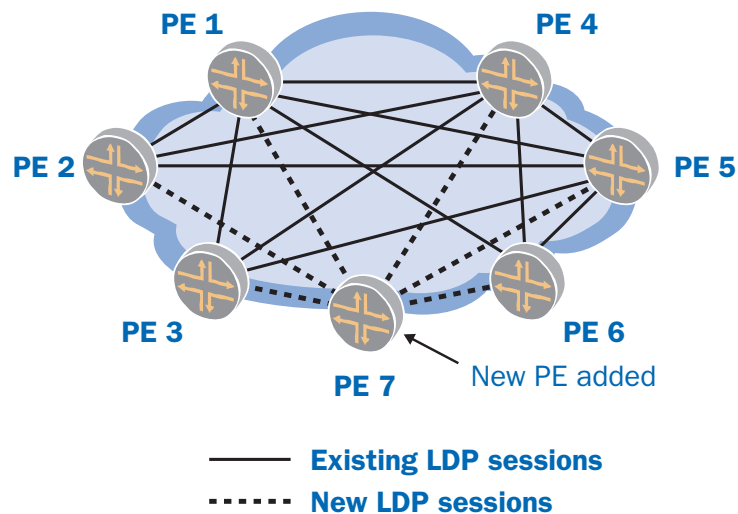 PE 1
PE 4
PE 2
PE 5
PE 3
PE 6
PE 7
New PE added
Existing LDP sessions
New LDP sessions